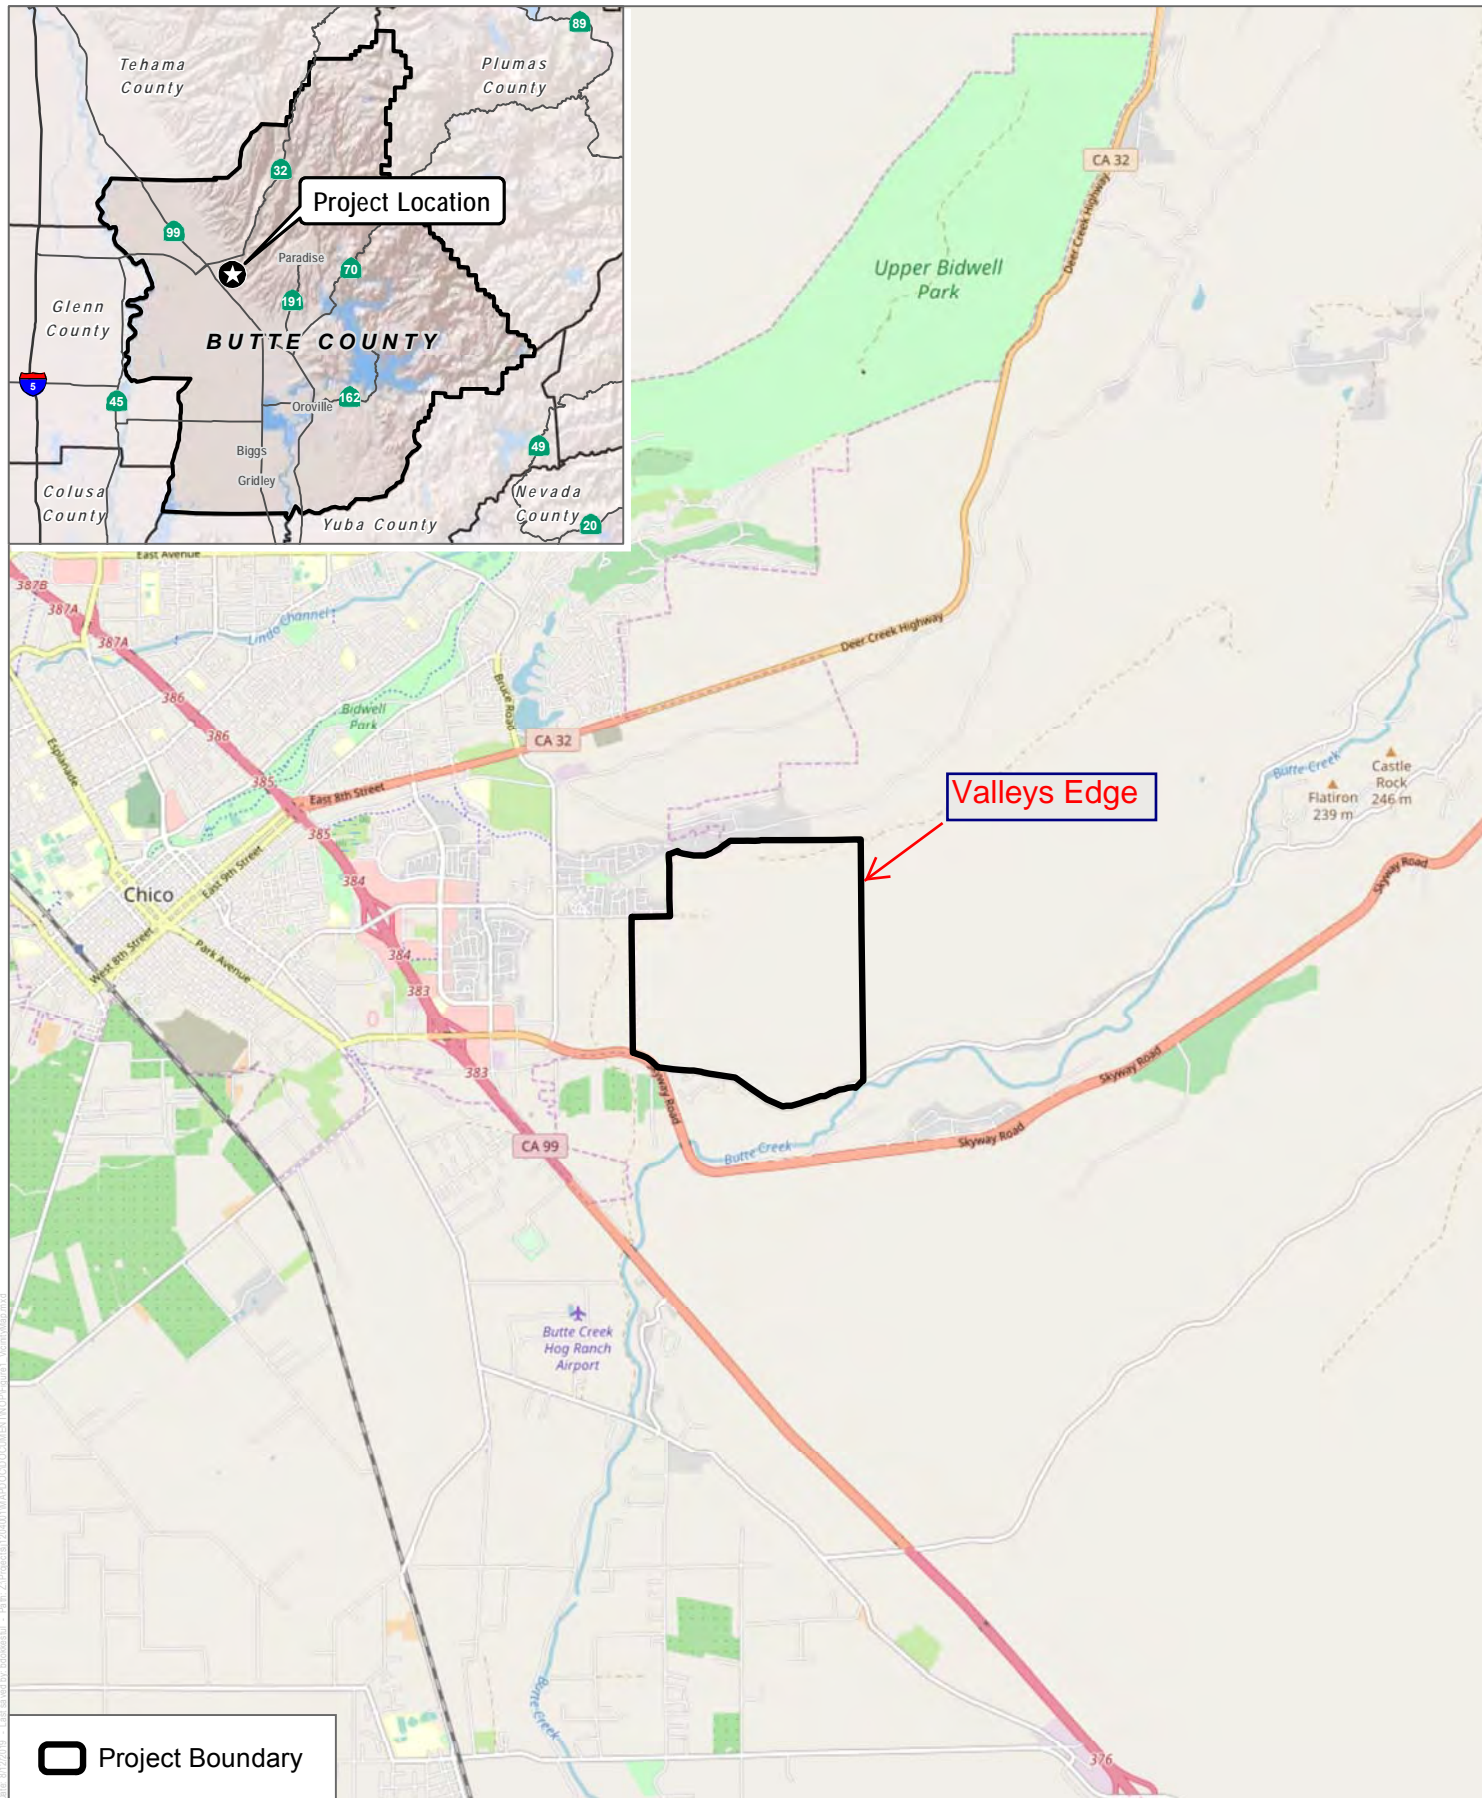 Tehama
County
Plumas
County
89
32
Project Location
99
Paradise
70
191
Glenn
County
BUTTE COUNTY
5
45
Oroville
162
Biggs
Gridley
49
Colusa
County
Nevada
County
Yuba County
20
CA 32
Deer Creek Highway
Upper Bidwell
Park
East Avenue
387B
387A
387A
Lindo Channel
386
386
Bidwell
Park
Bruce Road
Deer Creek Highway
CA 32
Esplanade
385
East 8th Street
385
East 9th Street
384
Chico
West 8th Street
Park Avenue
384
383
383
Valleys Edge
Butte Creek
Castle
Rock
246 m
Flatiron
239 m
Skyway Road
Skyway Road
Skyway Road
Skyway Road
Butte Creek
CA 99
Butte Creek
Hog Ranch
Airport
Butte Creek
376
Project Boundary